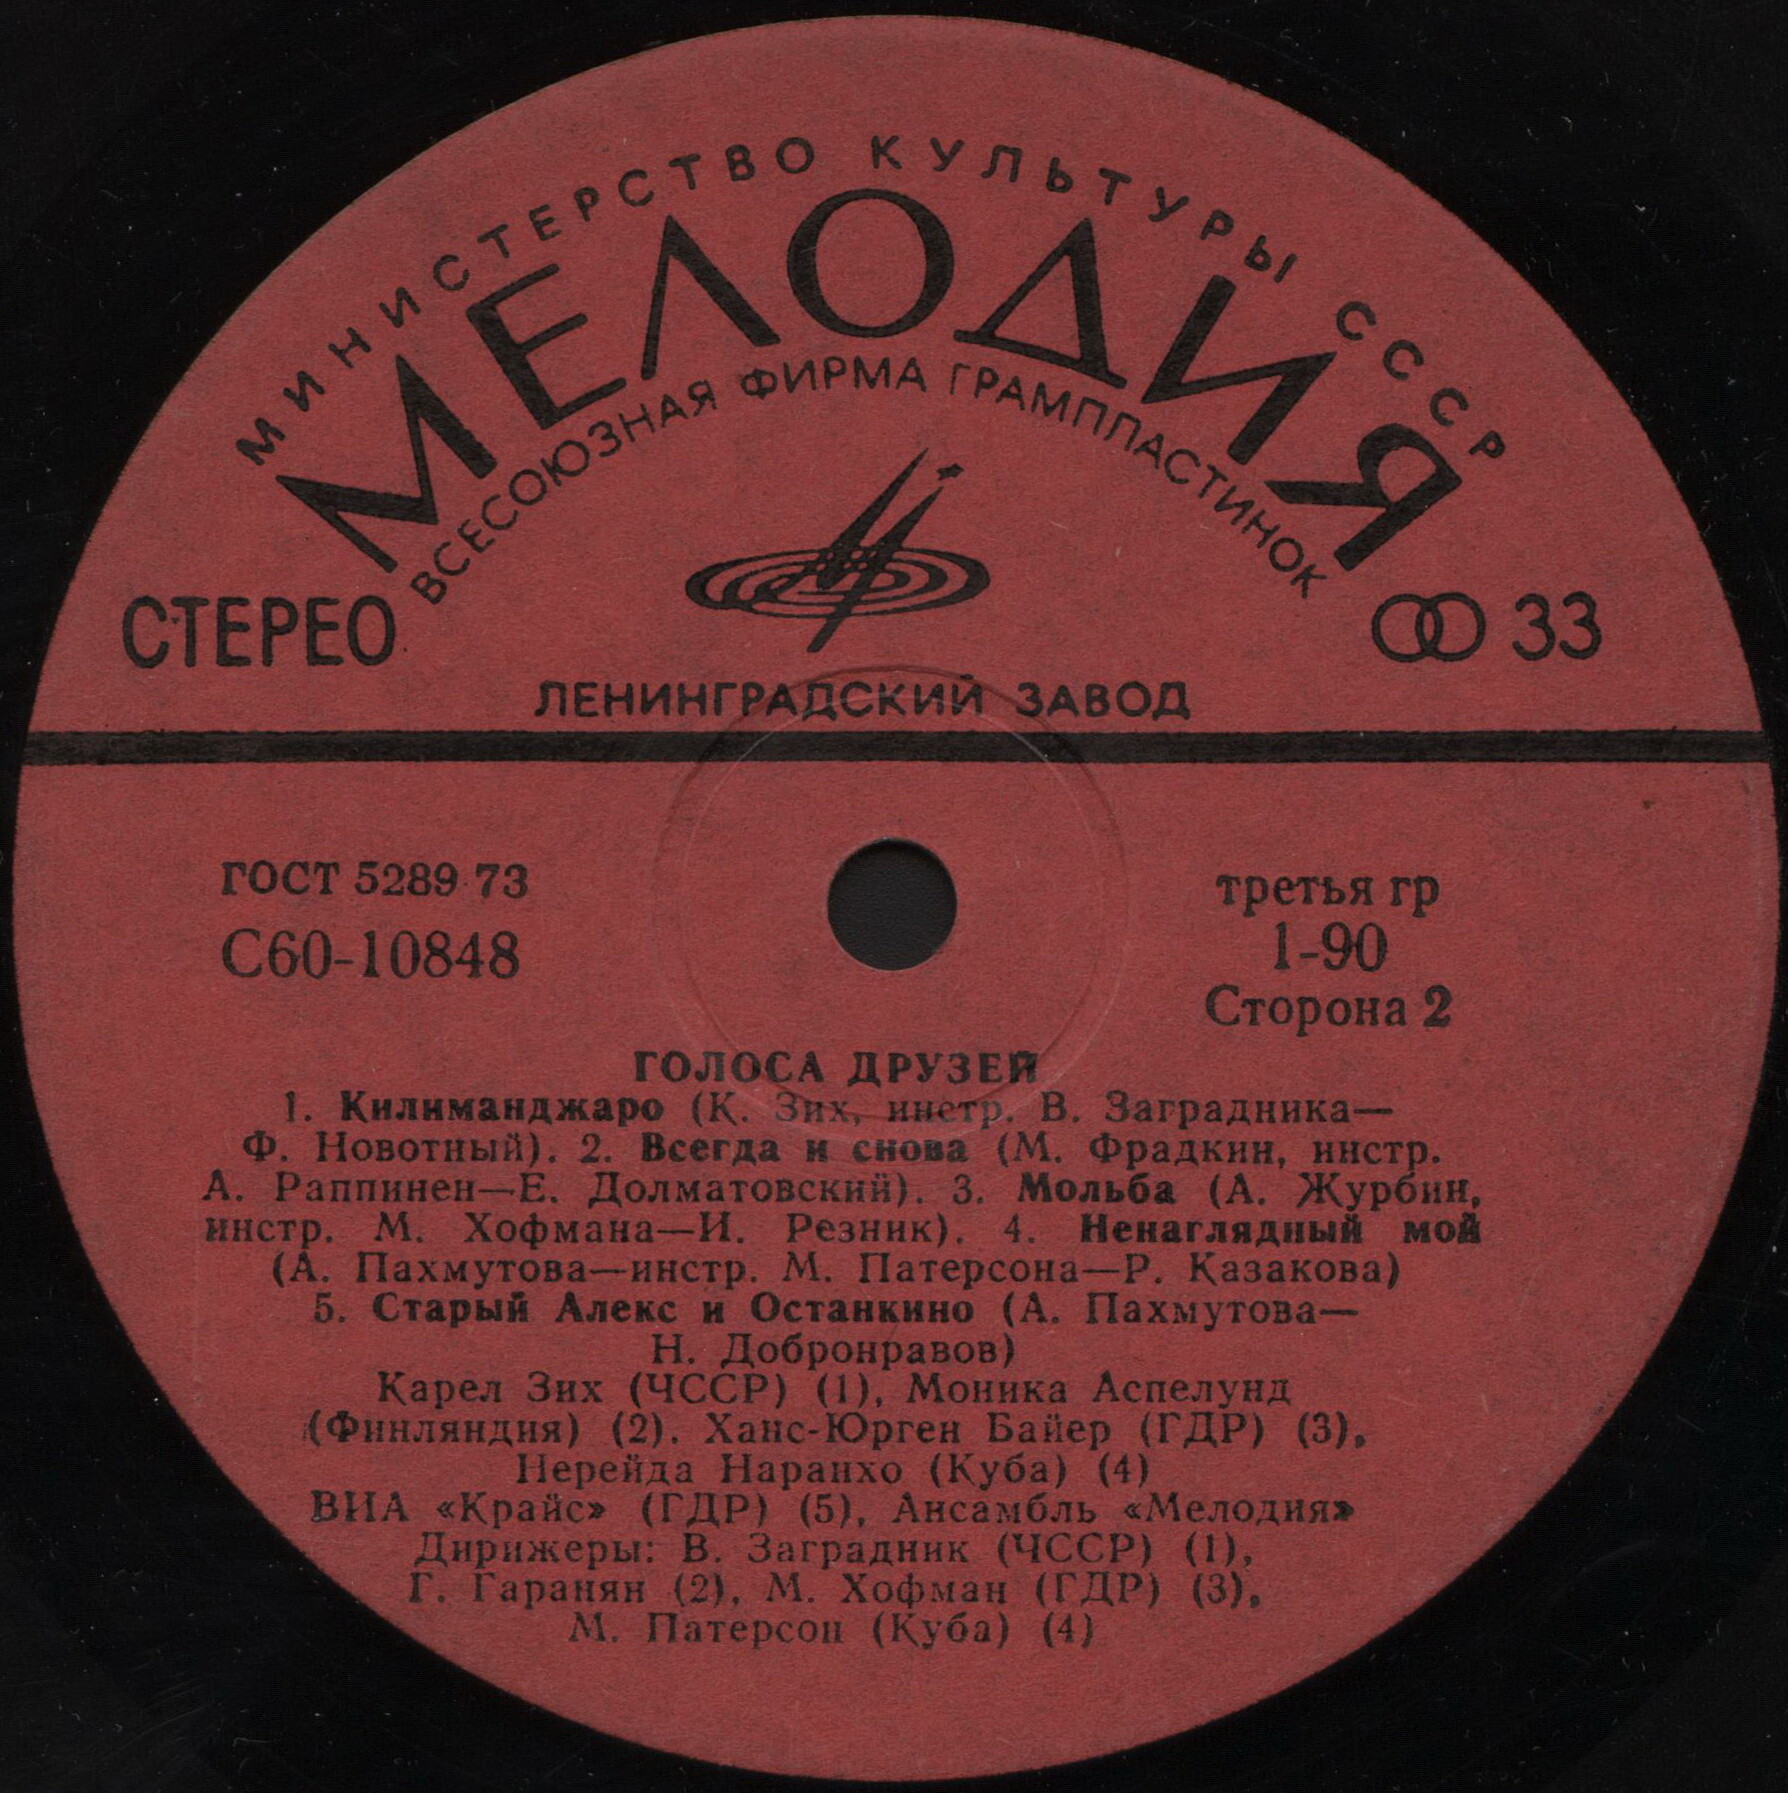 МИНИСТЕРСТВО КУЛЬТУРЫ СССР
МЕЛОДИЯ
ВСЕСОЮЗНАЯ ФИРМА ГРАМПЛАСТИНОК
СТЕРЕО
33
ЛЕНИНГРАДСКИЙ ЗАВОД
ГОСТ 5289 73
С60-10848
третья гр
1-90
Сторона 2
ГОЛОСА ДРУЗЕЙ
1. Килиманджаро (К. Зих, инстр. В. Заградника—
Ф. Новотный). 2. Всегда и снова (М. Фрадкин, инстр.
А. Раппинен—Е. Долматовский). 3. Мольба (А. Журбин,
инстр. М. Хофмана—И. Резник). 4. Ненаглядный мой
(А. Пахмутова—инстр. М. Патерсона—Р. Казакова)
5. Старый Алекс и Останкино (А. Пахмутова—
Н. Добронравов)
Карел Зих (ЧССР) (1), Моника Аспелунд
(Финляндия) (2). Ханс-Юрген Байер (ГДР) (3),
Нерейда Наранхо (Куба) (4)
ВИА «Крайс» (ГДР) (5), Ансамбль «Мелодия»
Дирижеры: В. Заградник (ЧССР) (1),
Г. Гаранян (2), М. Хофман (ГДР) (3),
М. Патерсон (Куба) (4)